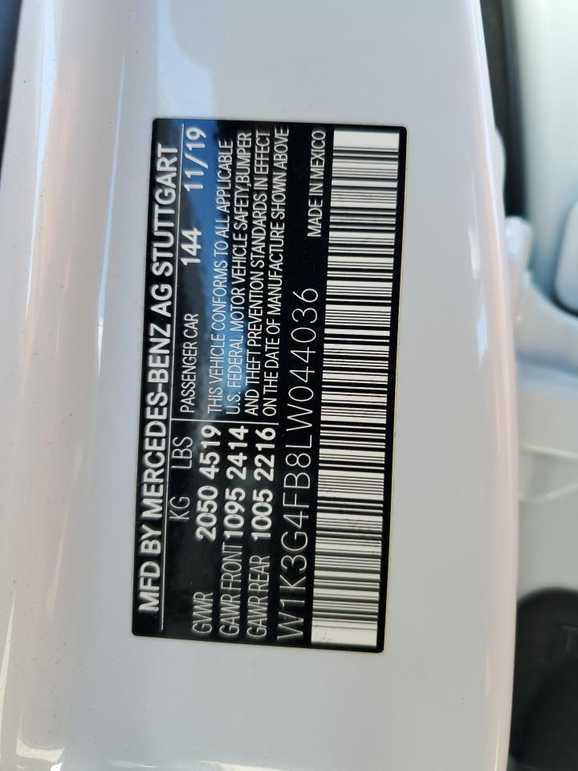 MFD BY MERCEDES-BENZ AG STUTTGART
KG LBS PASSENGER CAR 144 11/19
GVWR 2050 4519 THIS VEHICLE CONFORMS TO ALL APPLICABLE
GAWR FRONT 1095 2414 U.S. FEDERAL MOTOR VEHICLE SAFETY,BUMPER
GAWR REAR 1005 2216 AND THEFT PREVENTION STANDARDS IN EFFECT
ON THE DATE OF MANUFACTURE SHOWN ABOVE
W1K3G4FB8LW044036 MADE IN MEXICO